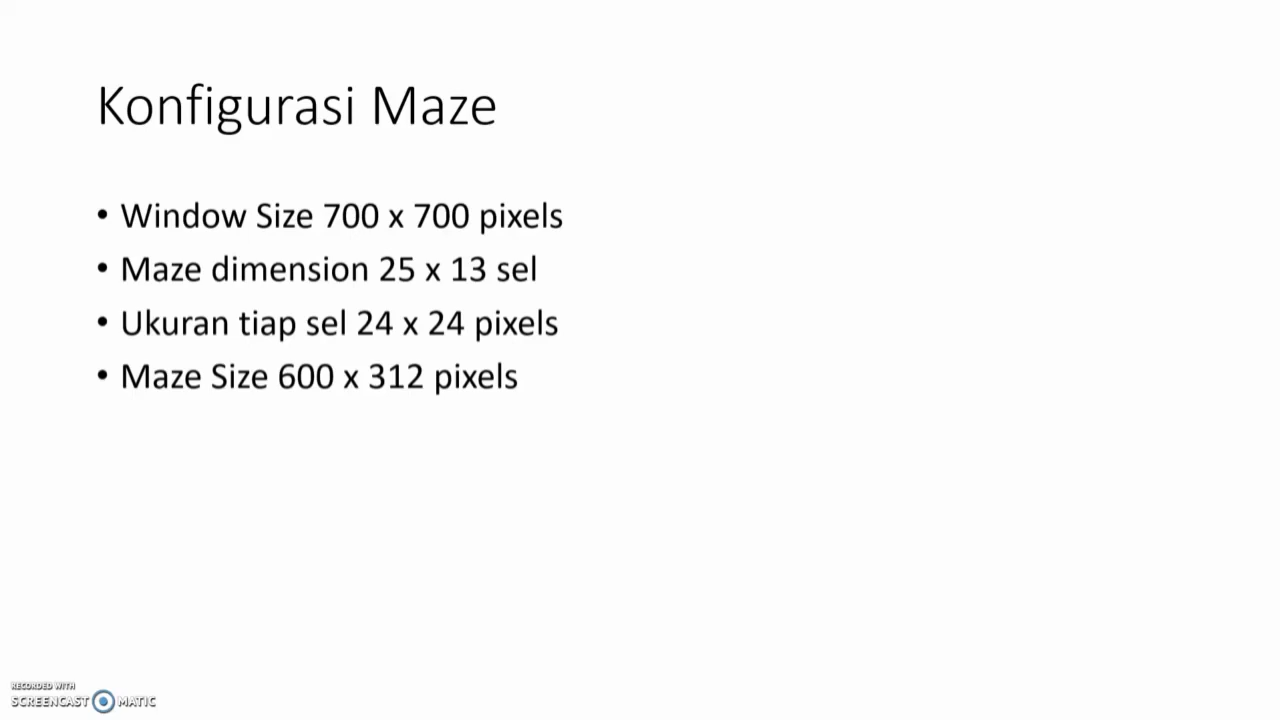 Konfigurasi Maze
• Window Size 700 x 700 pixels
• Maze dimension 25 x 13 sel
• Ukuran tiap sel 24 x 24 pixels
• Maze Size 600 x 312 pixels
RECORDED WITH
SCREENCAST MATIC